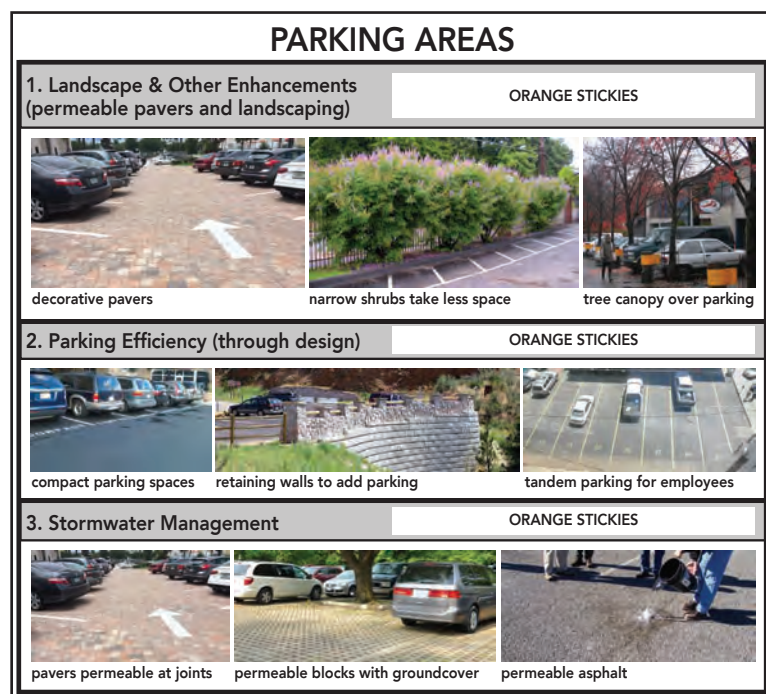 PARKING AREAS
1. Landscape & Other Enhancements
(permeable pavers and landscaping)
ORANGE STICKIES
decorative pavers
narrow shrubs take less space
tree canopy over parking
2. Parking Efficiency (through design)
ORANGE STICKIES
compact parking spaces
retaining walls to add parking
tandem parking for employees
3. Stormwater Management
ORANGE STICKIES
pavers permeable at joints
permeable blocks with groundcover
permeable asphalt